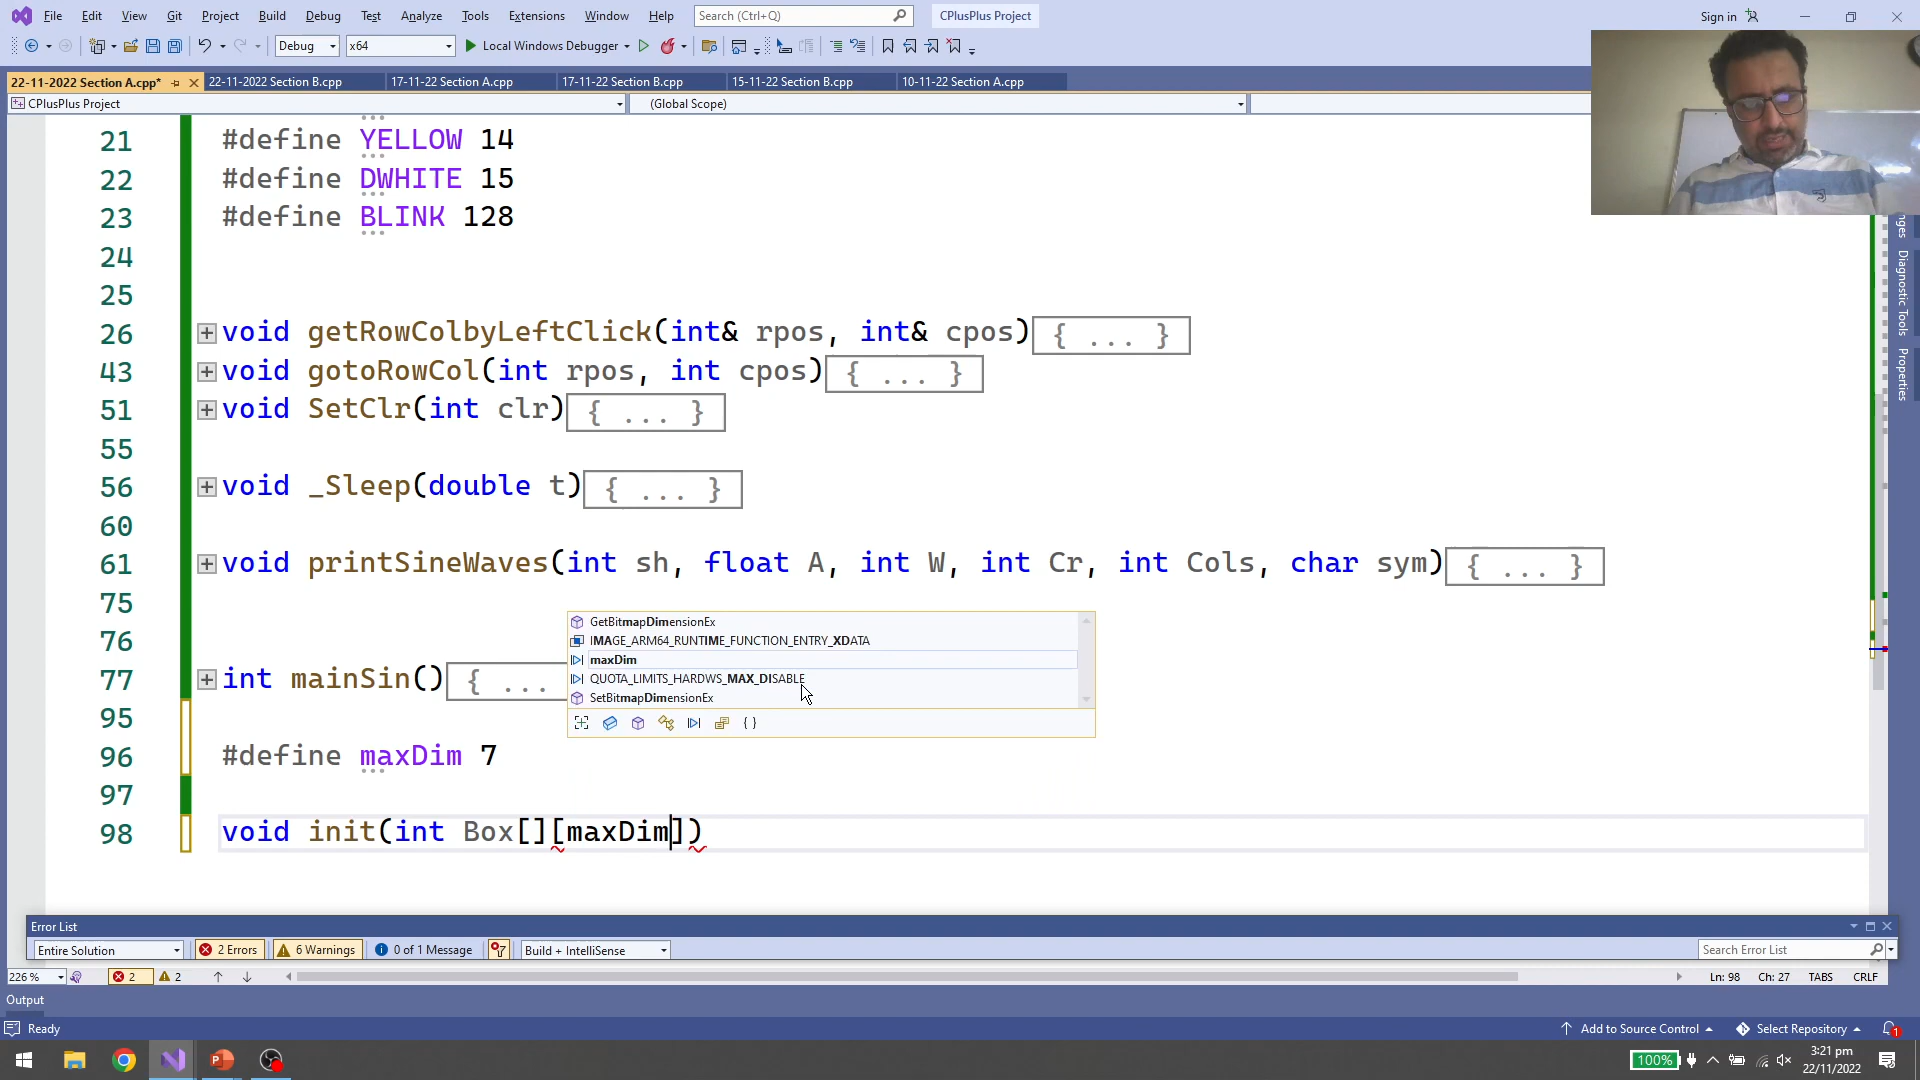 File Edit View Git Project Build Debug Test Analyze Tools Extensions Window Help Search (Ctrl+Q) CPlusPlus Project Sign in
Debug x64 Local Windows Debugger
22-11-2022 Section A.cpp* 22-11-2022 Section B.cpp 17-11-22 Section A.cpp 17-11-22 Section B.cpp 15-11-22 Section B.cpp 10-11-22 Section A.cpp
CPlusPlus Project (Global Scope)
21 #define YELLOW 14
22 #define DWHITE 15
23 #define BLINK 128
24
25
26 void getRowColbyLeftClick(int& rpos, int& cpos){ ... }
43 void gotoRowCol(int rpos, int cpos){ ... }
51 void SetClr(int clr){ ... }
55
56 void _Sleep(double t){ ... }
60
61 void printSineWaves(int sh, float A, int W, int Cr, int Cols, char sym){ ... }
75
76
77 int mainSin(){ ...
95
96 #define maxDim 7
97
98 void init(int Box[][maxDim])
GetBitmapDimensionEx
IMAGE_ARM64_RUNTIME_FUNCTION_ENTRY_XDATA
maxDim
QUOTA_LIMITS_HARDWS_MAX_DISABLE
SetBitmapDimensionEx
{ }
Diagnostic Tools
Properties
Error List
Entire Solution 2 Errors 6 Warnings 0 of 1 Message Build + IntelliSense Search Error List
226 % 2 2 Ln: 98 Ch: 27 TABS CRLF
Output
Ready Add to Source Control Select Repository 1
100% 3:21 pm
22/11/2022